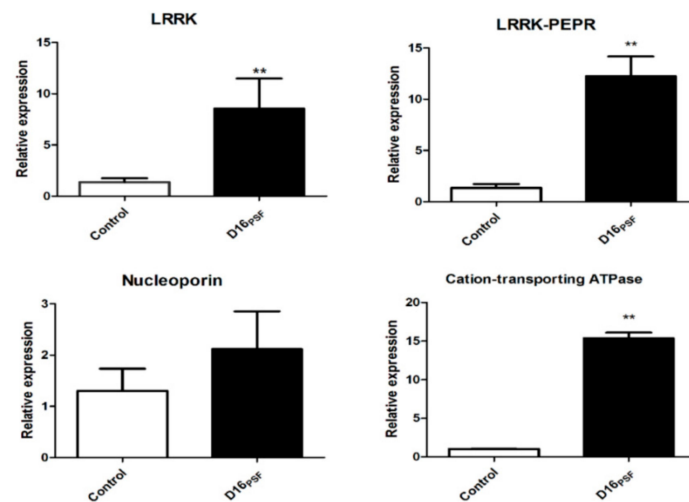 LRRK
Relative expression
15
10
5
0
**
Control
D16PSF
LRRK-PEPR
Relative expression
15
10
5
0
**
Control
D16PSF
Nucleoporin
Relative expression
3
2
1
0
Control
D16PSF
Cation-transporting ATPase
Relative expression
20
15
10
5
0
**
Control
D16PSF